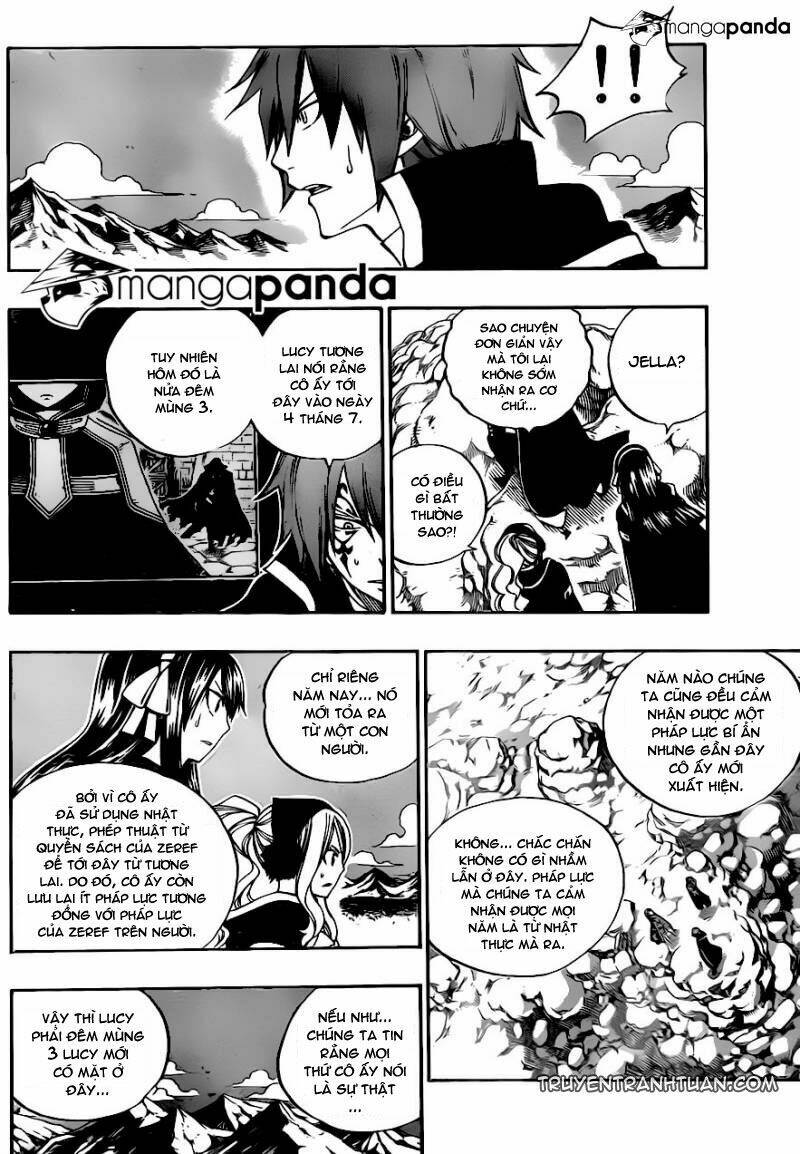 !!
mangapanda
mangapanda
JELLA?
SAO CHUYỆN
ĐƠN GIẢN VẬY
MÀ TÔI LẠI
KHÔNG SỚM
NHẬN RA CƠ
CHỨ...
CÓ ĐIỀU
GÌ BẤT
THƯỜNG
SAO?!
LUCY TƯƠNG
LAI NÓI RẰNG
CÔ ẤY TỚI
ĐÂY VÀO NGÀY
4 THÁNG 7.
TUY NHIÊN
HÔM ĐÓ LÀ
NỬA ĐÊM
MÙNG 3.
NĂM NÀO CHÚNG
TA CŨNG ĐỀU CẢM
NHẬN ĐƯỢC MỘT
PHÁP LỰC BÍ ẨN
NHƯNG GẦN ĐÂY
CÔ ẤY MỚI
XUẤT HIỆN.
KHÔNG... CHẮC CHẮN
KHÔNG CÓ GÌ NHẦM
LẪN Ở ĐÂY. PHÁP LỰC
MÀ CHÚNG TA CẢM
NHẬN ĐƯỢC MỌI
NĂM LÀ TỪ NHẬT
THỰC MÀ RA.
CHỈ RIÊNG
NĂM NAY... NÓ
MỚI TỎA RA
TỪ MỘT CON
NGƯỜI.
BỞI VÌ CÔ ẤY
ĐÃ SỬ DỤNG NHẬT
THỰC, PHÉP THUẬT TỪ
QUYỀN SÁCH CỦA ZEREF
ĐỂ TỚI ĐÂY TỪ TƯƠNG
LAI. DO ĐÓ, CÔ ẤY CÒN
LƯU LẠI ÍT PHÁP LỰC TƯƠNG
ĐỒNG VỚI PHÁP LỰC
CỦA ZEREF TRÊN NGƯỜI.
NẾU NHƯ...
CHÚNG TA TIN
RẰNG MỌI
THỨ CÔ ẤY NÓI
LÀ SỰ THẬT
...
VẬY THÌ LUCY
PHẢI ĐÊM MÙNG
3 LUCY MỚI
CÓ MẶT Ở
ĐÂY...
TRUYENTRANHTUAN.COM